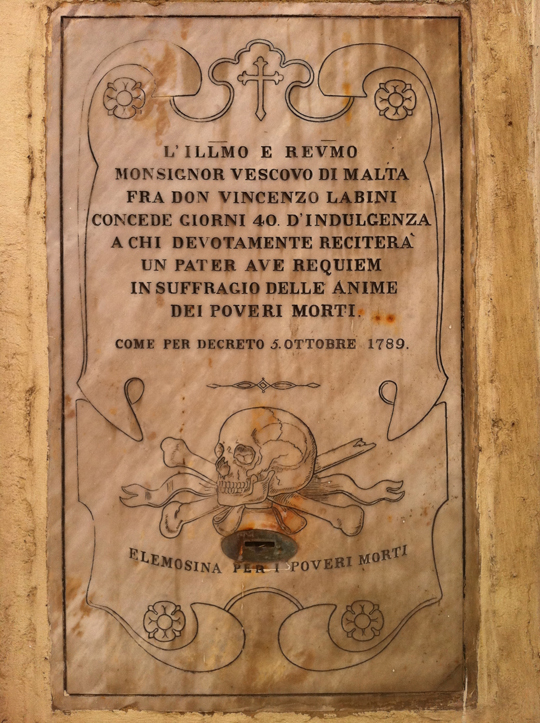 L'ILLMO E REVMO
MONSIGNOR VESCOVO DI MALTA
FRA DON VINCENZO LABINI
CONCEDE GIORNI 40. D'INDULGENZA
A CHI DEVOTAMENTE RECITERA'
UN PATER AVE REQUIEM
IN SUFFRAGIO DELLE ANIME
DEI POVERI MORTI.
COME PER DECRETO 5. OTTOBRE 1789.
ELEMOSINA PER I POVERI MORTI